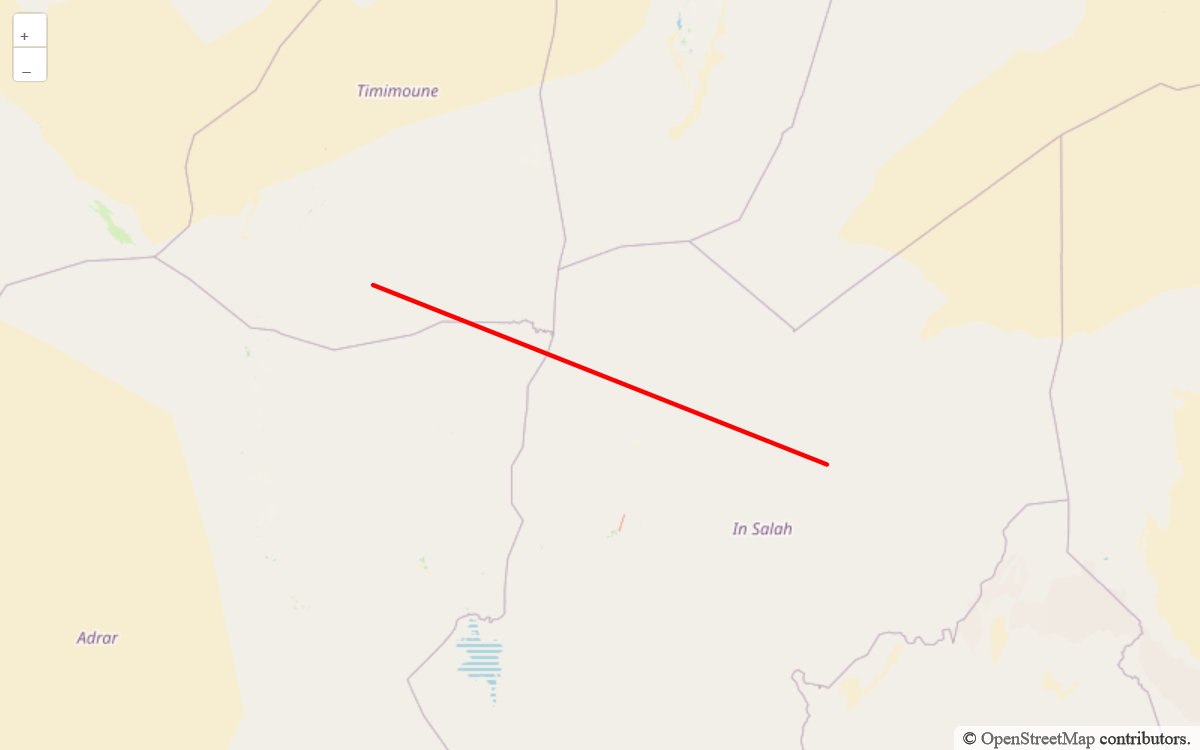 +
–
Timimoune
In Salah
Adrar
© OpenStreetMap contributors.